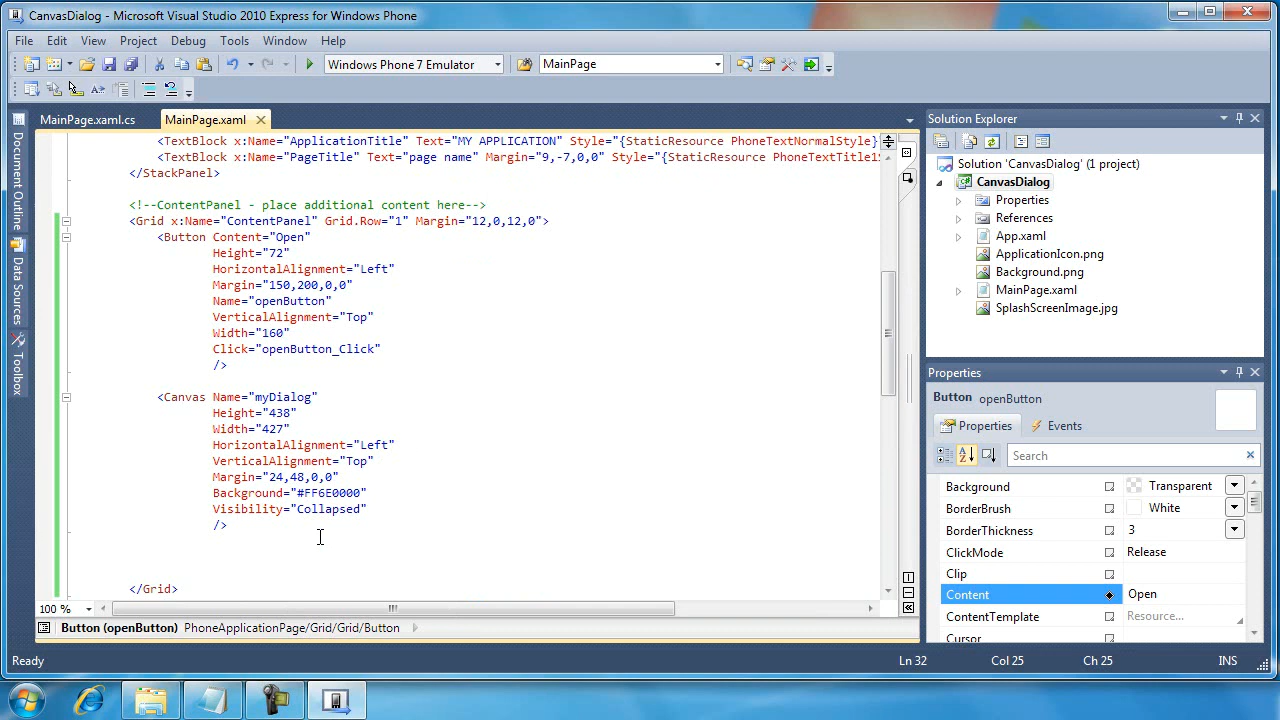 CanvasDialog - Microsoft Visual Studio 2010 Express for Windows Phone
File Edit View Project Debug Tools Window Help
Windows Phone 7 Emulator MainPage
MainPage.xaml.cs MainPage.xaml
Document Outline
Data Sources
Toolbox
<TextBlock x:Name="ApplicationTitle" Text="MY APPLICATION" Style="{StaticResource PhoneTextNormalStyle}
<TextBlock x:Name="PageTitle" Text="page name" Margin="9,-7,0,0" Style="{StaticResource PhoneTextTitle1S
</StackPanel>
<!--ContentPanel - place additional content here-->
<Grid x:Name="ContentPanel" Grid.Row="1" Margin="12,0,12,0">
<Button Content="Open"
Height="72"
HorizontalAlignment="Left"
Margin="150,200,0,0"
Name="openButton"
VerticalAlignment="Top"
Width="160"
Click="openButton_Click"
/>
<Canvas Name="myDialog"
Height="438"
Width="427"
HorizontalAlignment="Left"
VerticalAlignment="Top"
Margin="24,48,0,0"
Background="#FF6E0000"
Visibility="Collapsed"
/>
</Grid>
100 %
Button (openButton) PhoneApplicationPage/Grid/Grid/Button
Solution Explorer
Solution 'CanvasDialog' (1 project)
CanvasDialog
Properties
References
App.xaml
ApplicationIcon.png
Background.png
MainPage.xaml
SplashScreenImage.jpg
Properties
Button openButton
Properties Events
Search
Background Transparent
BorderBrush White
BorderThickness 3
ClickMode Release
Clip
Content Open
ContentTemplate Resource...
Cursor
Ready Ln 32 Col 25 Ch 25 INS